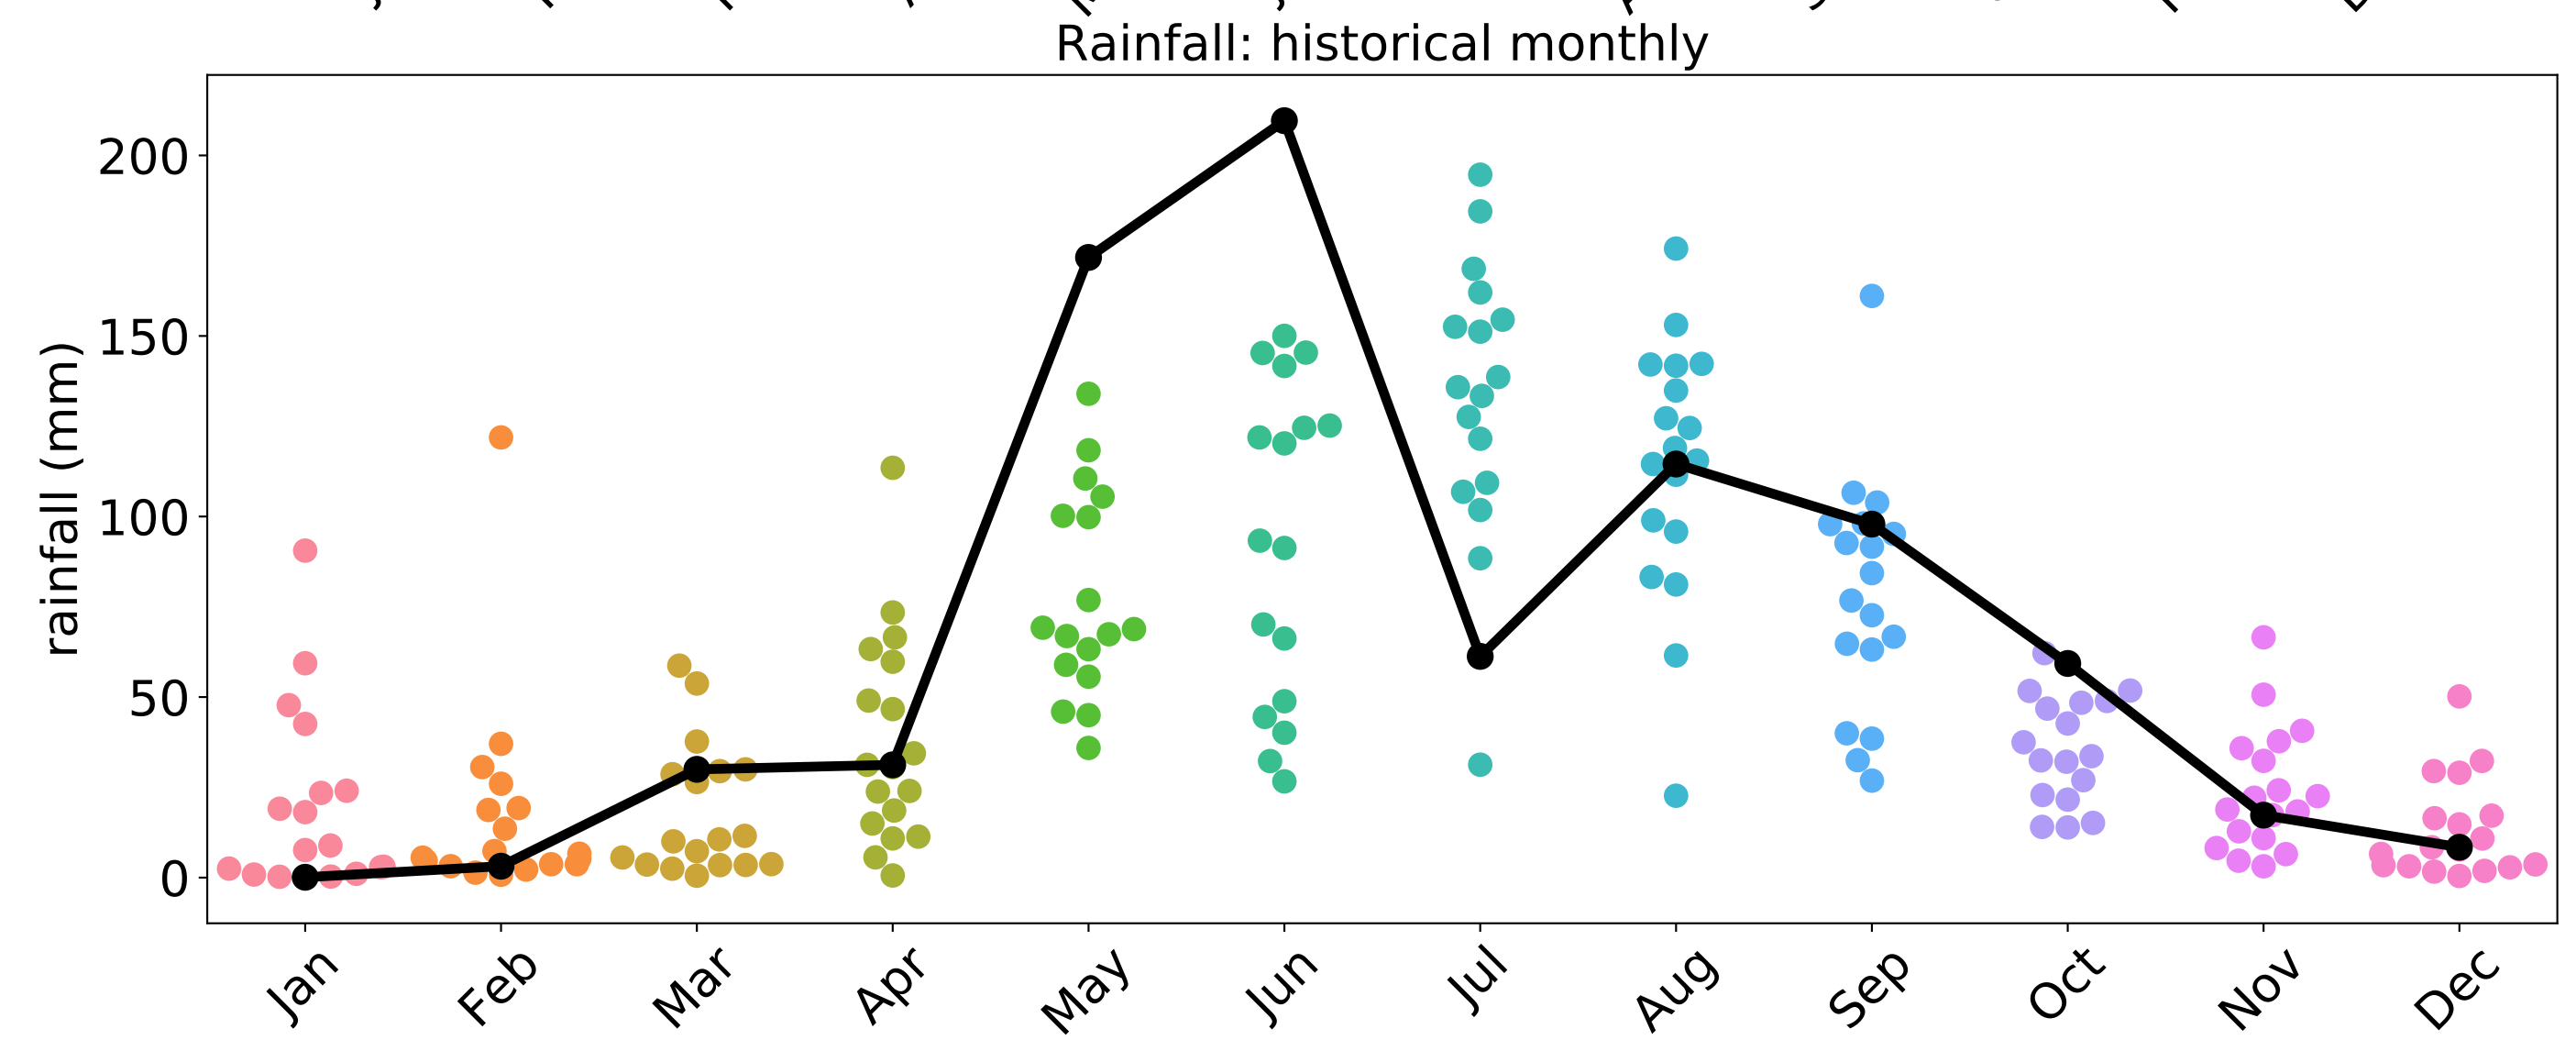 Rainfall: historical monthly
rainfall (mm)
200
150
100
50
0
Jan
Feb
Mar
Apr
May
Jun
Jul
Aug
Sep
Oct
Nov
Dec